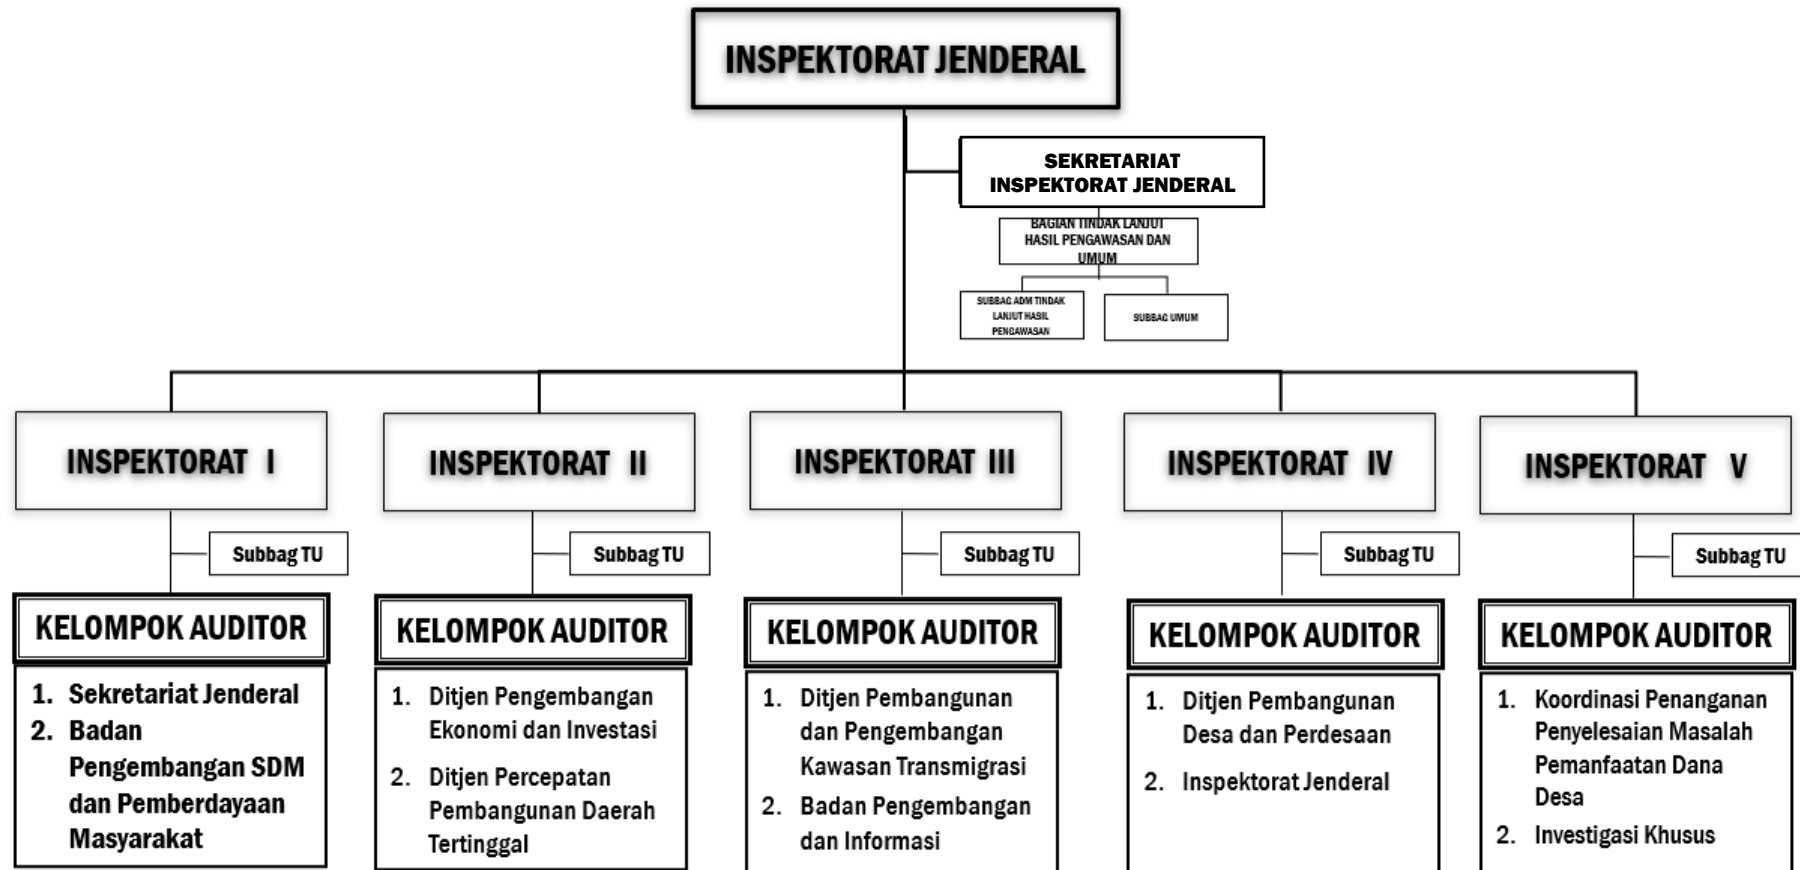 INSPEKTORAT JENDERAL
SEKRETARIAT
INSPEKTORAT JENDERAL
BAGIAN TINDAK LANJUT
HASIL PENGAWASAN DAN
UMUM
SUBBAG ADM TINDAK
LANJUT HASIL
PENGAWASAN
SUBBAG UMUM
INSPEKTORAT I
Subbag TU
KELOMPOK AUDITOR
1. Sekretariat Jenderal
2. Badan
Pengembangan SDM
dan Pemberdayaan
Masyarakat
INSPEKTORAT II
Subbag TU
KELOMPOK AUDITOR
1. Ditjen Pengembangan
Ekonomi dan Investasi
2. Ditjen Percepatan
Pembangunan Daerah
Tertinggal
INSPEKTORAT III
Subbag TU
KELOMPOK AUDITOR
1. Ditjen Pembangunan
dan Pengembangan
Kawasan Transmigrasi
2. Badan Pengembangan
dan Informasi
INSPEKTORAT IV
Subbag TU
KELOMPOK AUDITOR
1. Ditjen Pembangunan
Desa dan Perdesaan
2. Inspektorat Jenderal
INSPEKTORAT V
Subbag TU
KELOMPOK AUDITOR
1. Koordinasi Penanganan
Penyelesaian Masalah
Pemanfaatan Dana
Desa
2. Investigasi Khusus